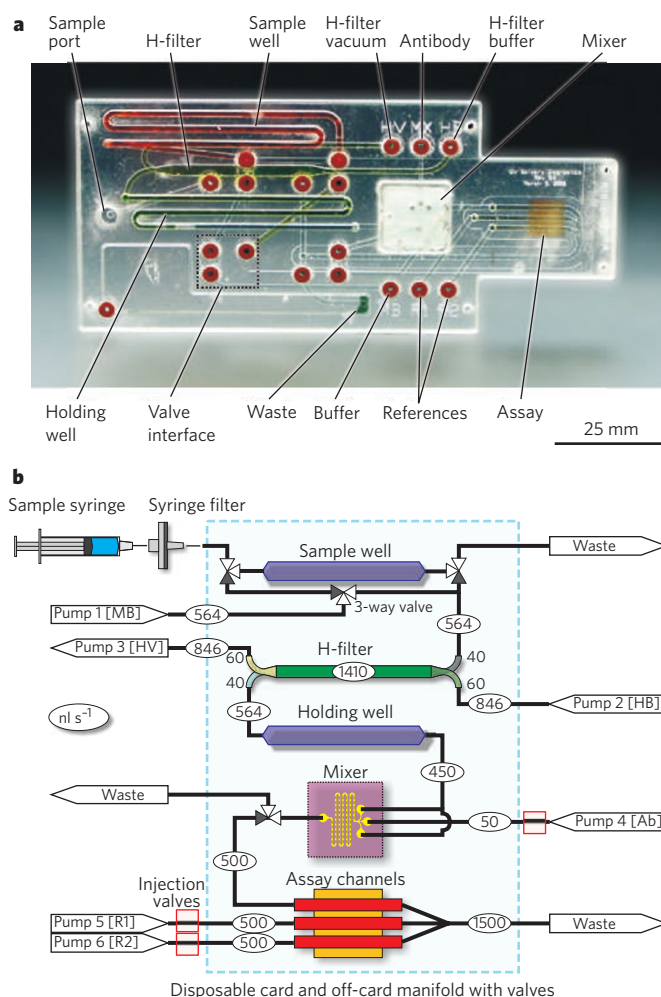 a
Sample port
H-filter
Sample well
H-filter vacuum
Antibody
H-filter buffer
Mixer
HV MX HB
R1
Holding well
Valve interface
Waste
Buffer
References
Assay
25 mm
b
Sample syringe
Syringe filter
Sample well
Waste
3-way valve
Pump 1 [MB]
564
564
Pump 3 [HV]
846
60
H-filter
40
1410
40
60
564
846
Pump 2 [HB]
nl s⁻¹
Holding well
450
Mixer
Waste
50
Pump 4 [Ab]
500
Injection valves
Assay channels
Pump 5 [R1]
500
1500
Waste
Pump 6 [R2]
500
Disposable card and off-card manifold with valves